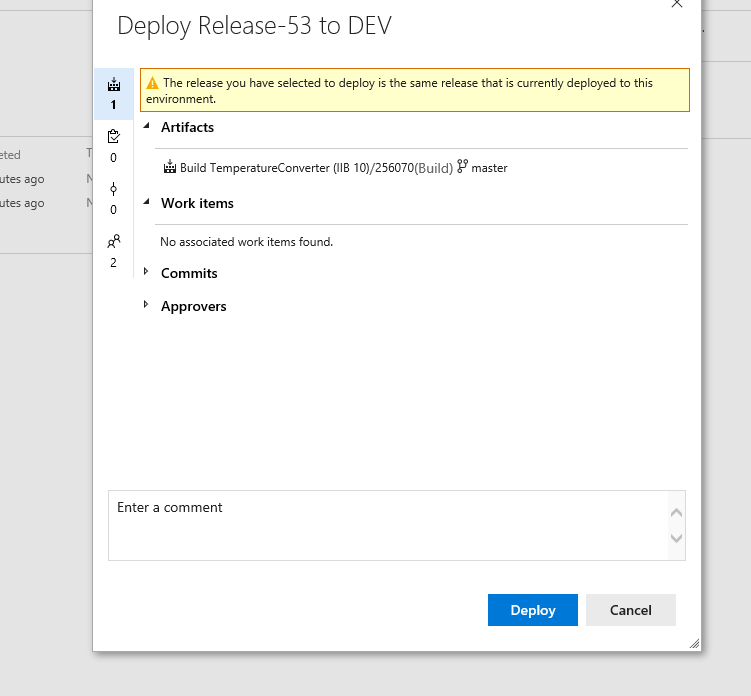 Deploy Release-53 to DEV
1
The release you have selected to deploy is the same release that is currently deployed to this
environment.
Artifacts
0
Build TemperatureConverter (IIB 10)/256070(Build) master
0
Work items
2
No associated work items found.
Commits
Approvers
eted
T
utes ago
N
utes ago
N
Enter a comment
Deploy Cancel